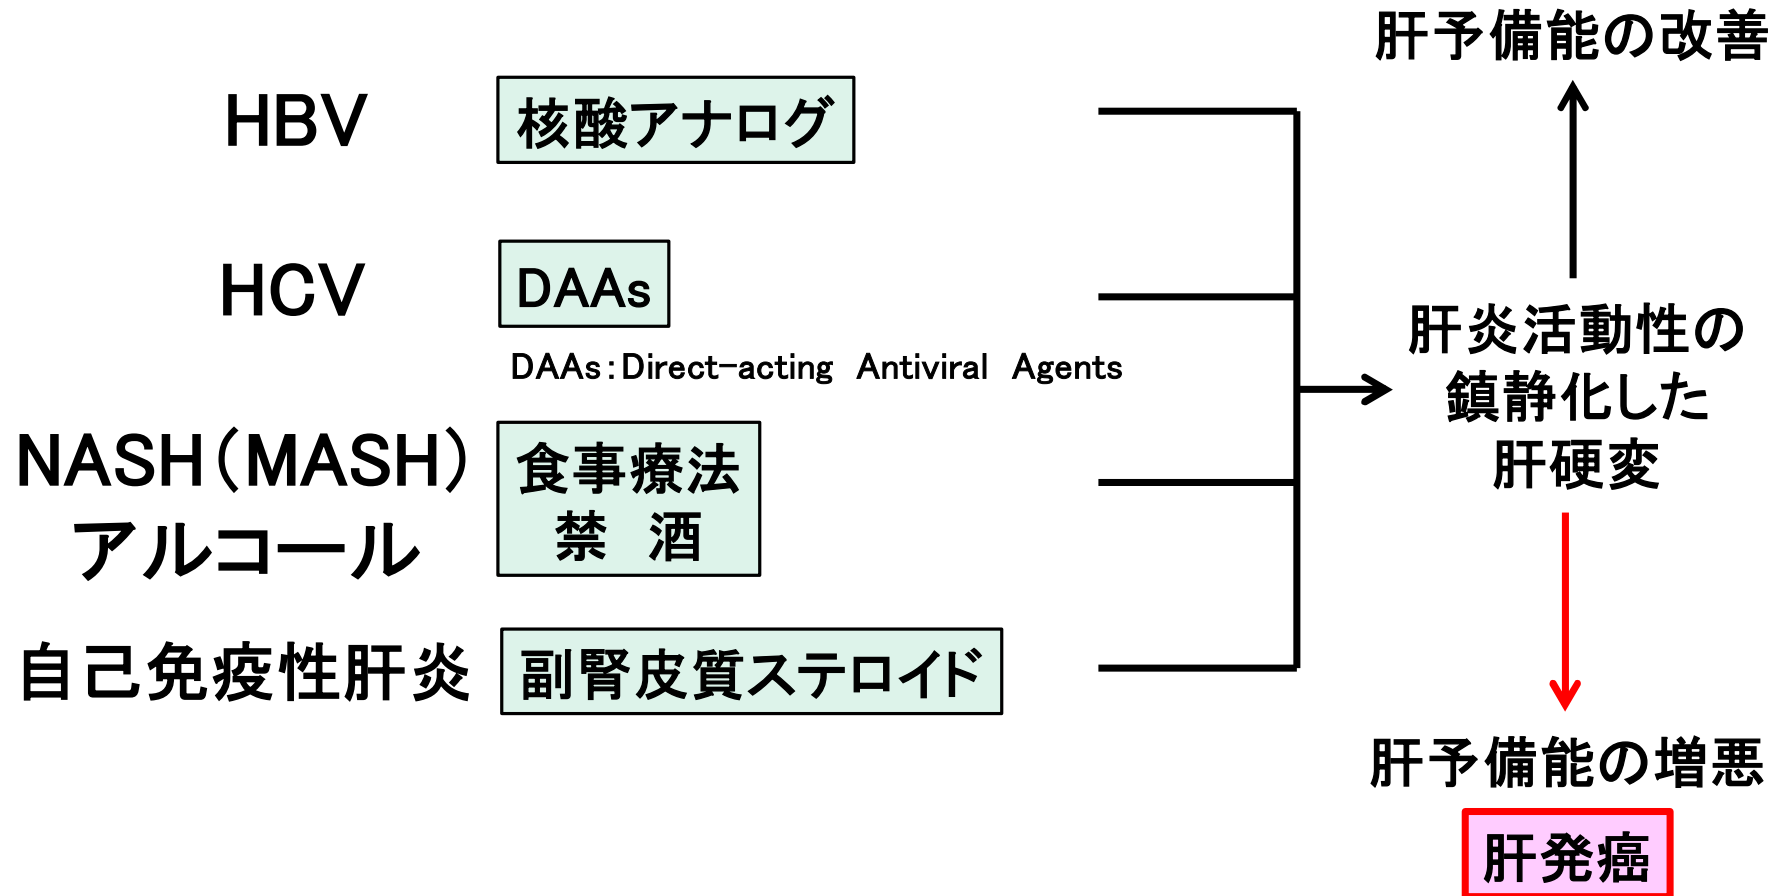 肝予備能の改善
HBV
核酸アナログ
HCV
DAAs
DAAs:Direct-acting Antiviral Agents
NASH(MASH)
アルコール
食事療法
禁 酒
自己免疫性肝炎
副腎皮質ステロイド
肝炎活動性の
鎮静化した
肝硬変
肝予備能の増悪
肝発癌